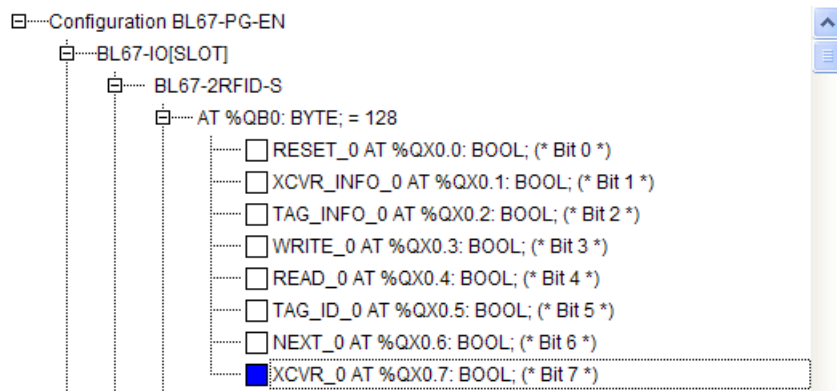 Configuration BL67-PG-EN
BL67-IO[SLOT]
BL67-2RFID-S
AT %QB0: BYTE; = 128
RESET_0 AT %QX0.0: BOOL; (* Bit 0 *)
XCVR_INFO_0 AT %QX0.1: BOOL; (* Bit 1 *)
TAG_INFO_0 AT %QX0.2: BOOL; (* Bit 2 *)
WRITE_0 AT %QX0.3: BOOL; (* Bit 3 *)
READ_0 AT %QX0.4: BOOL; (* Bit 4 *)
TAG_ID_0 AT %QX0.5: BOOL; (* Bit 5 *)
NEXT_0 AT %QX0.6: BOOL; (* Bit 6 *)
XCVR_0 AT %QX0.7: BOOL; (* Bit 7 *)